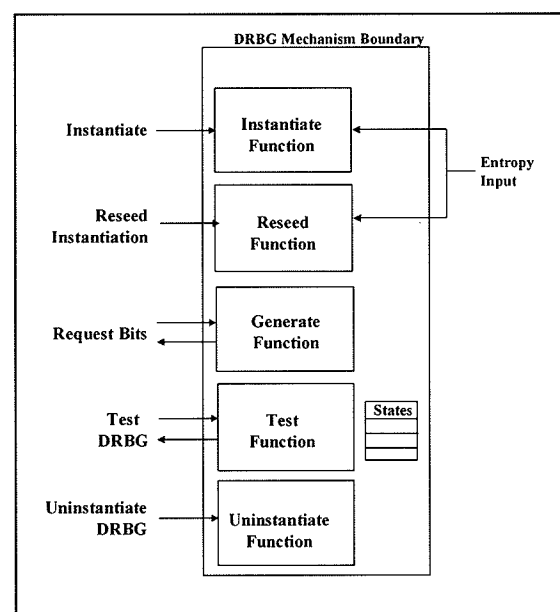 DRBG Mechanism Boundary
Instantiate
Instantiate
Function
Entropy
Input
Reseed
Instantiation
Reseed
Function
Request Bits
Generate
Function
Test
DRBG
Test
Function
States
Uninstantiate
DRBG
Uninstantiate
Function